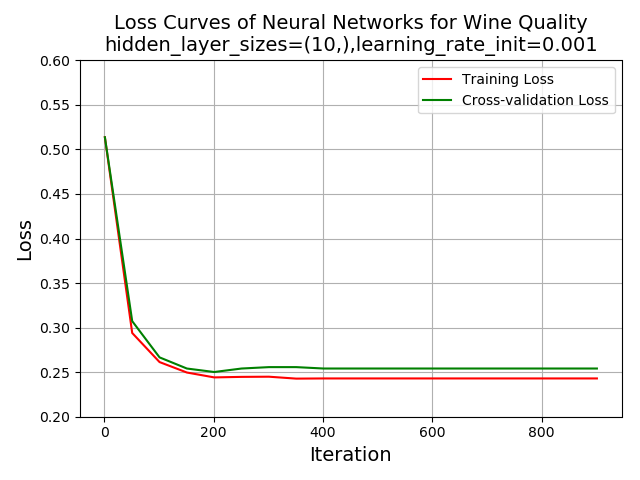 Loss Curves of Neural Networks for Wine Quality
hidden_layer_sizes=(10,),learning_rate_init=0.001
Training Loss
Cross-validation Loss
0.60
0.55
0.50
0.45
0.40
0.35
0.30
0.25
0.20
Loss
0 200 400 600 800
Iteration